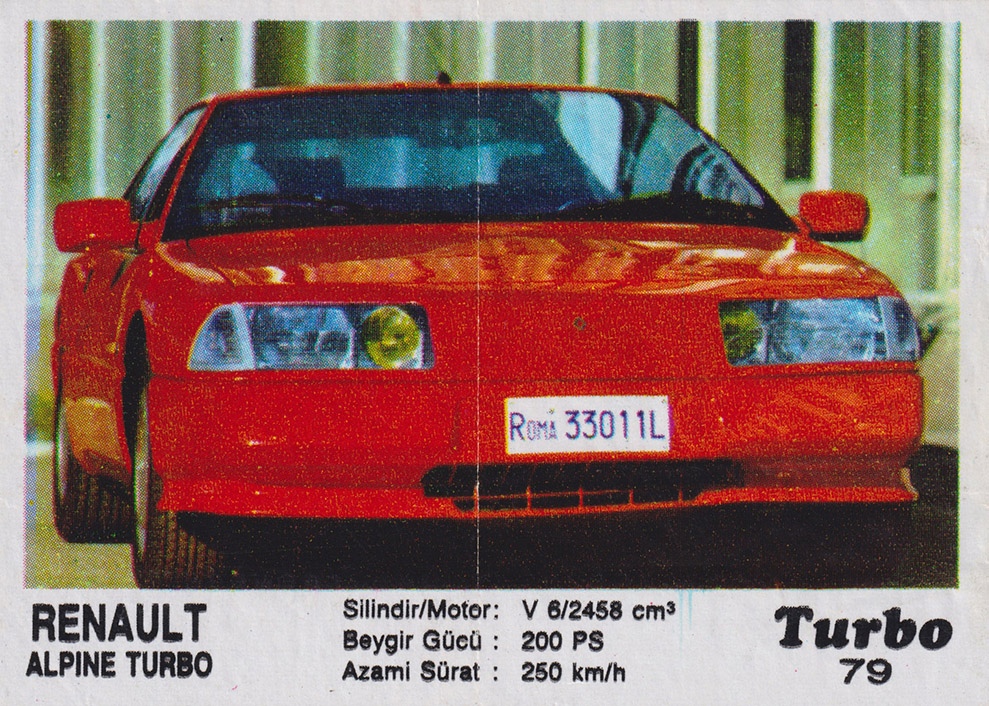 ROMA 33011L
RENAULT
ALPINE TURBO
Silindir/Motor: V 6/2458 cm³
Beygir Gücü : 200 PS
Azami Sürat : 250 km/h
Turbo
79